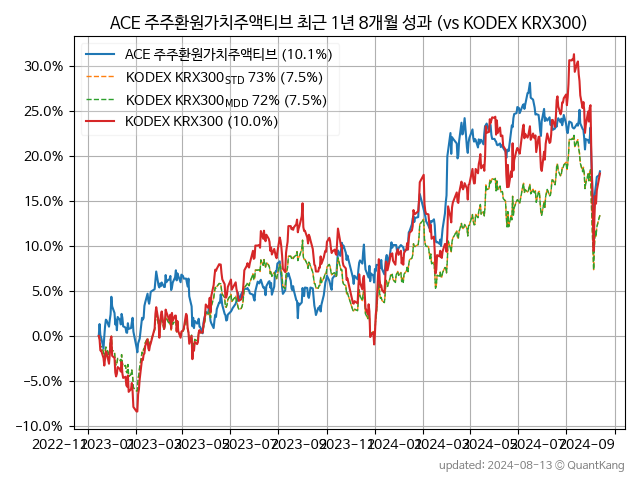 ACE 주주환원가치주액티브 최근 1년 8개월 성과 (vs KODEX KRX300)
ACE 주주환원가치주액티브 (10.1%)
KODEX KRX300STD 73% (7.5%)
KODEX KRX300MDD 72% (7.5%)
KODEX KRX300 (10.0%)
30.0%
25.0%
20.0%
15.0%
10.0%
5.0%
0.0%
−5.0%
−10.0%
2022-11 2023-01 2023-03 2023-05 2023-07 2023-09 2023-11 2024-01 2024-03 2024-05 2024-07 2024-09
updated: 2024-08-13 © QuantKang